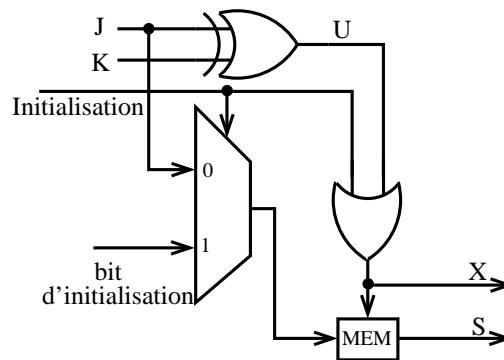 J
U
K
Initialisation
0
1
bit
d'initialisation
X
S
MEM